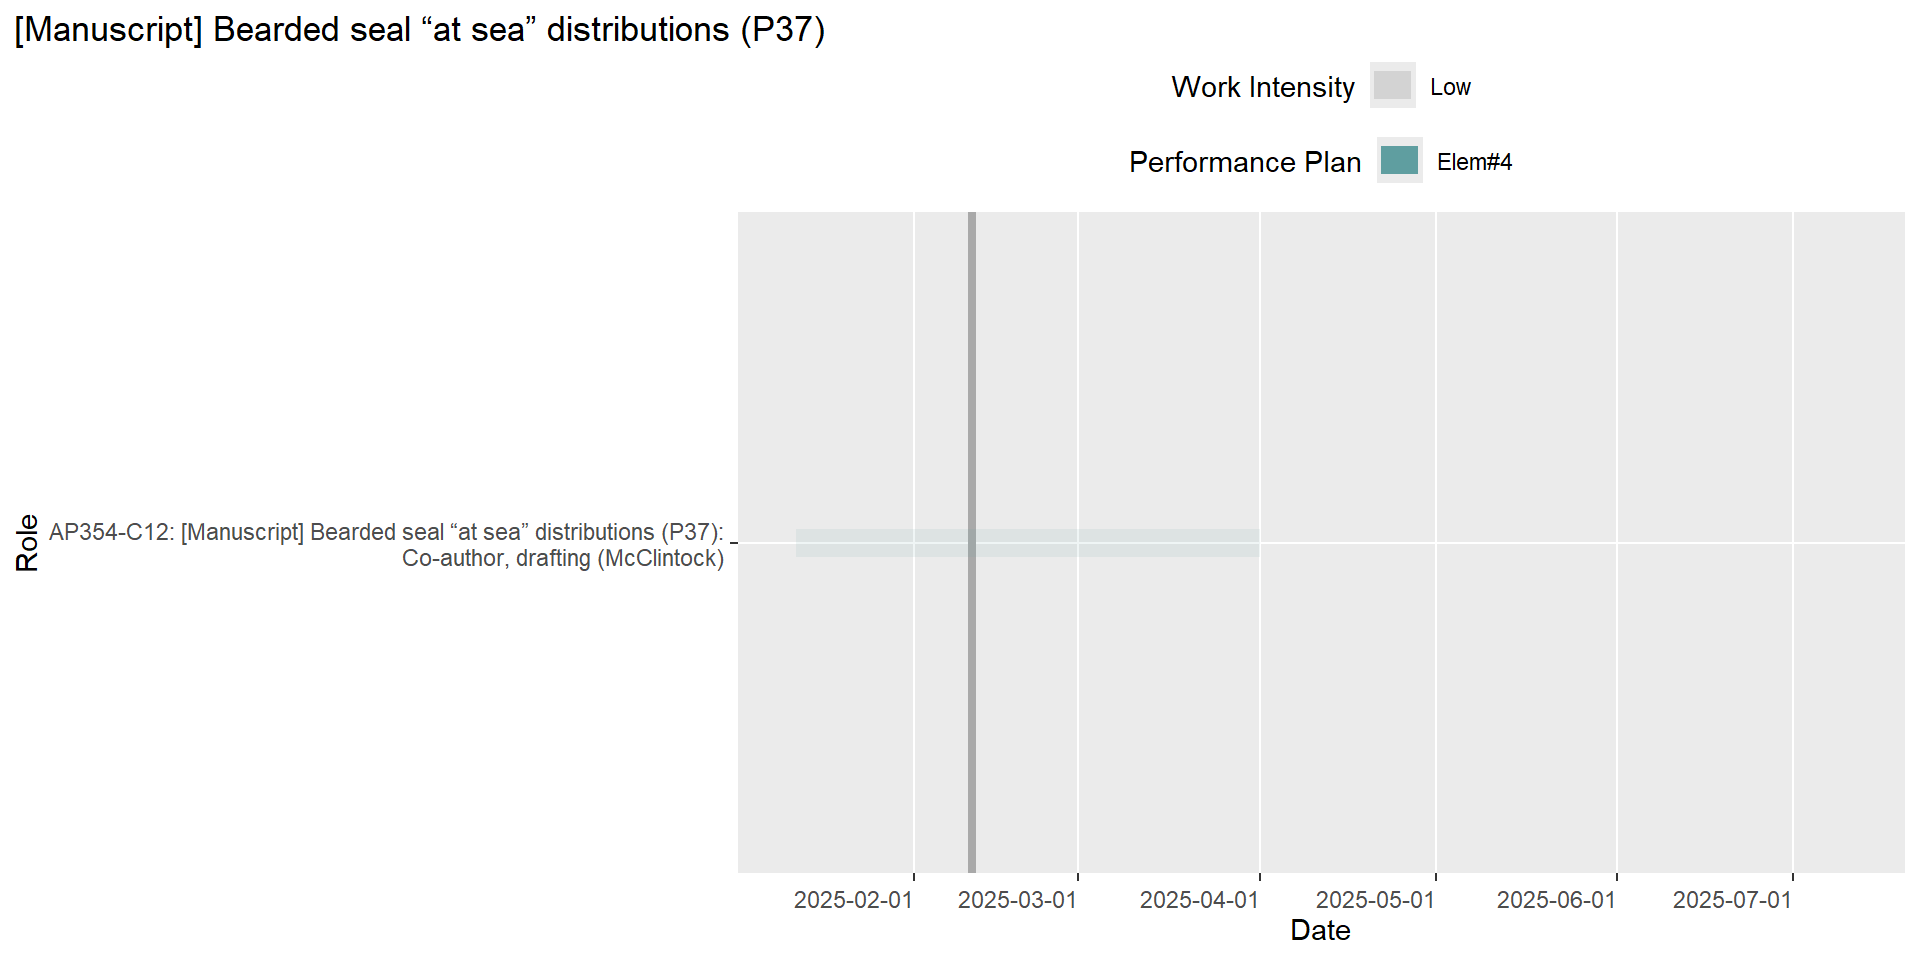 [Manuscript] Bearded seal “at sea” distributions (P37)
Work Intensity Low
Performance Plan Elem#4
Role
AP354-C12: [Manuscript] Bearded seal “at sea” distributions (P37):
Co-author, drafting (McClintock)
2025-02-01 2025-03-01 2025-04-01 2025-05-01 2025-06-01 2025-07-01
Date